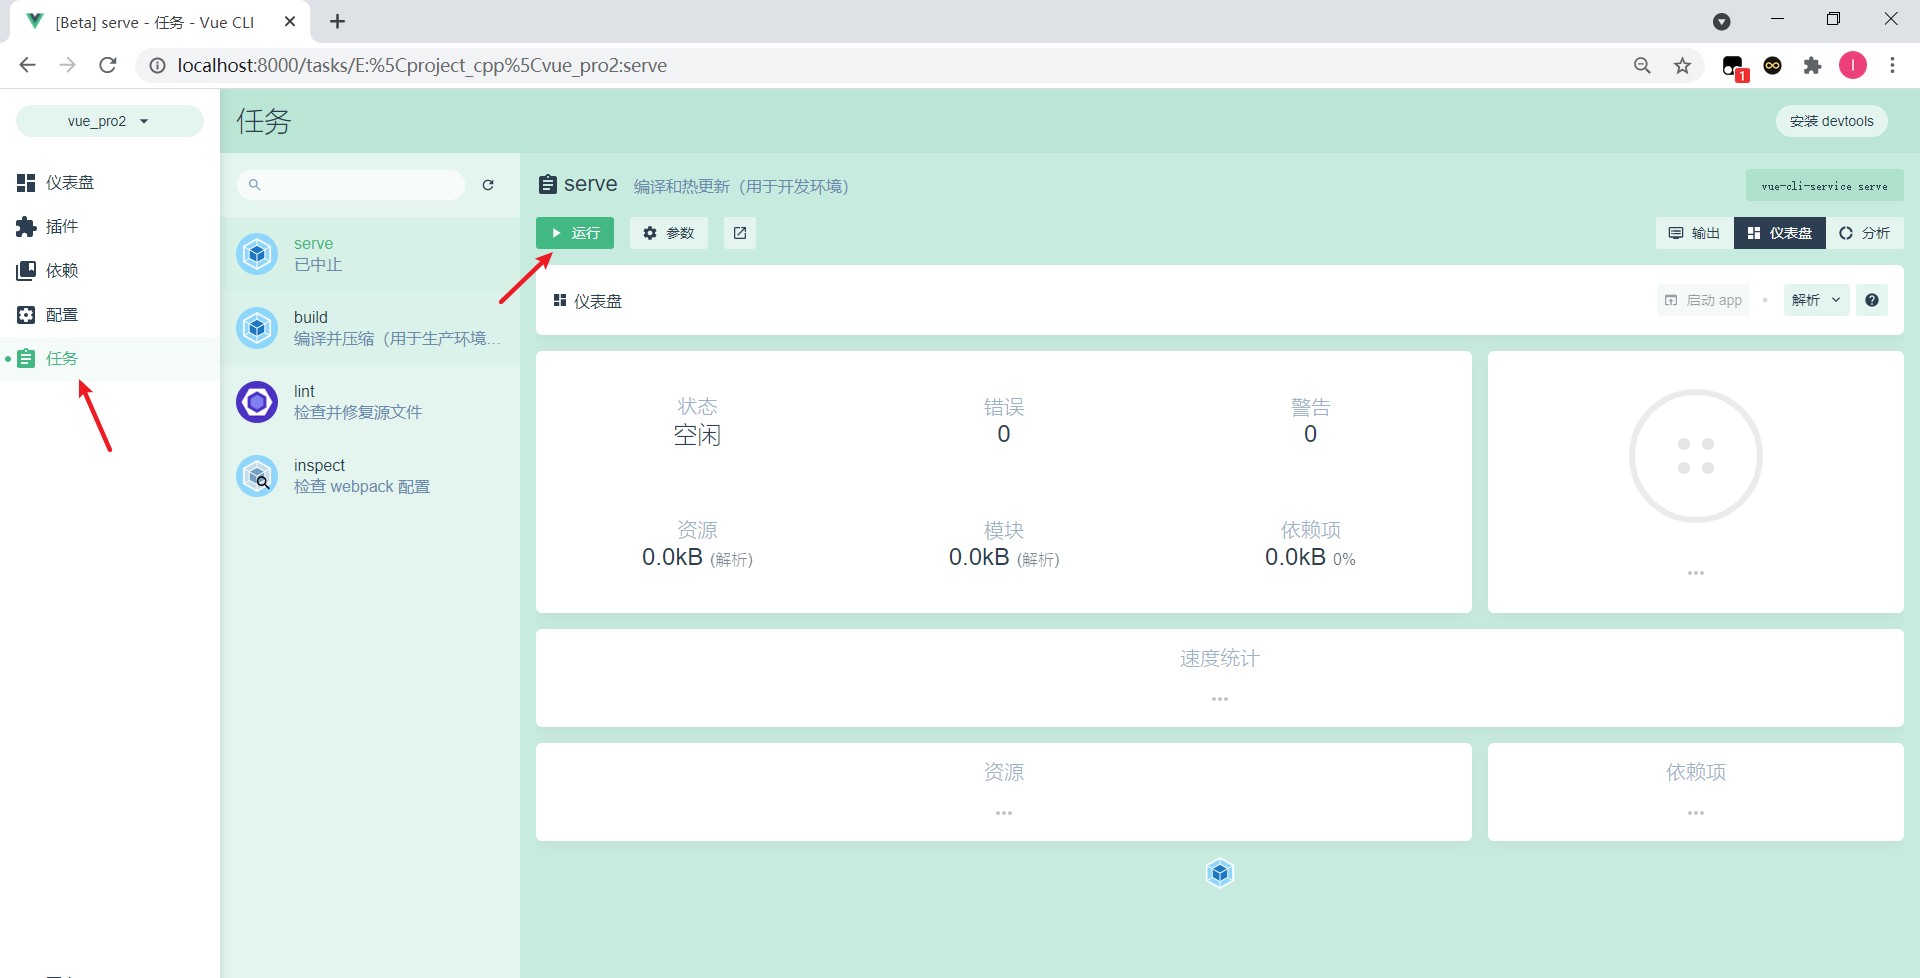 [Beta] serve - 任务 - Vue CLI
localhost:8000/tasks/E:%5Cproject_cpp%5Cvue_pro2:serve
1
I
vue_pro2
任务
安装 devtools
仪表盘
插件
依赖
配置
任务
serve
已中止
build
编译并压缩（用于生产环境...
lint
检查并修复源文件
inspect
检查 webpack 配置
serve 编译和热更新（用于开发环境）
vue-cli-service serve
运行 参数
输出 仪表盘 分析
仪表盘
启动 app 解析
状态 错误 警告
空闲 0 0
资源 模块 依赖项
0.0kB (解析) 0.0kB (解析) 0.0kB 0%
速度统计
资源
依赖项